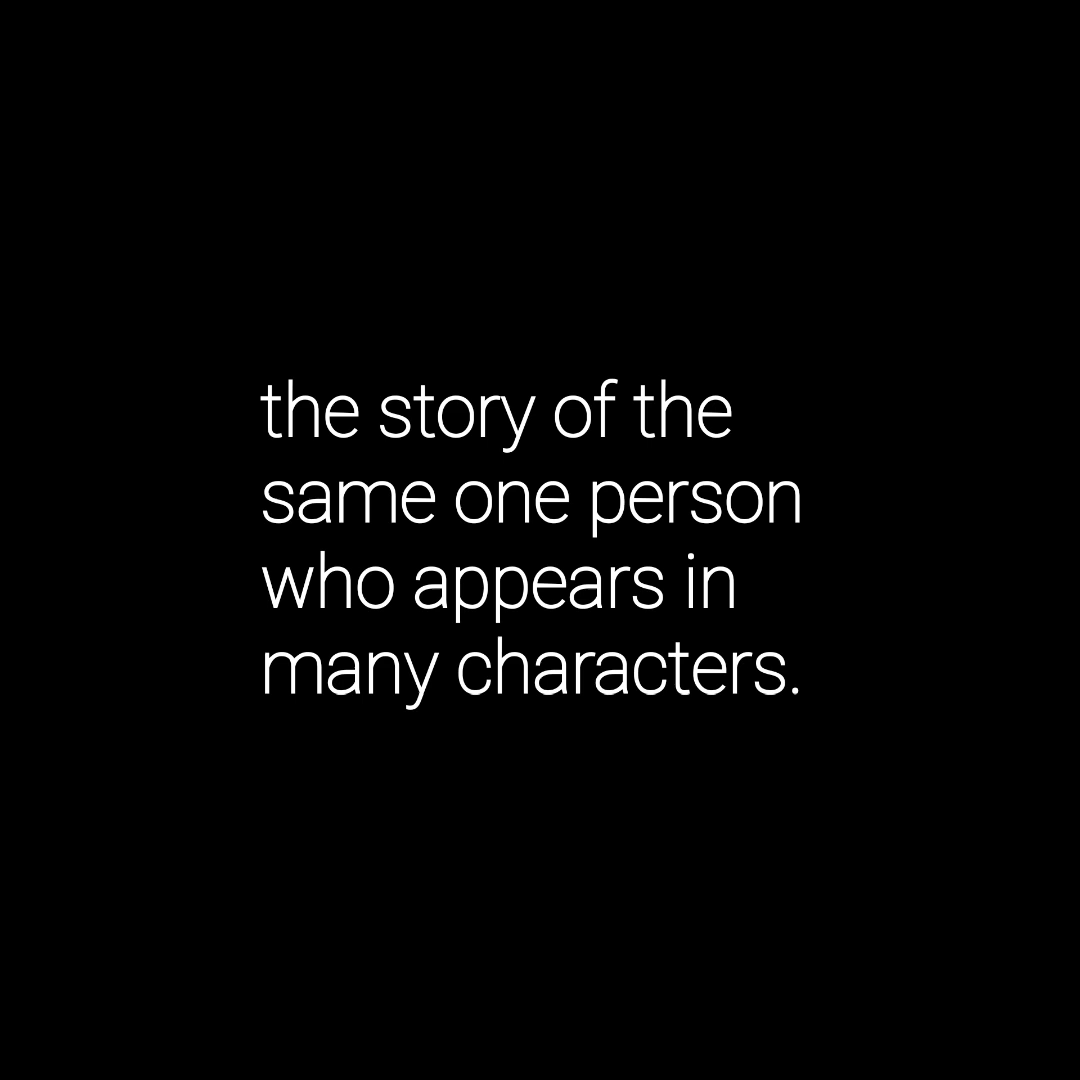 the story of the
same one person
who appears in
many characters.